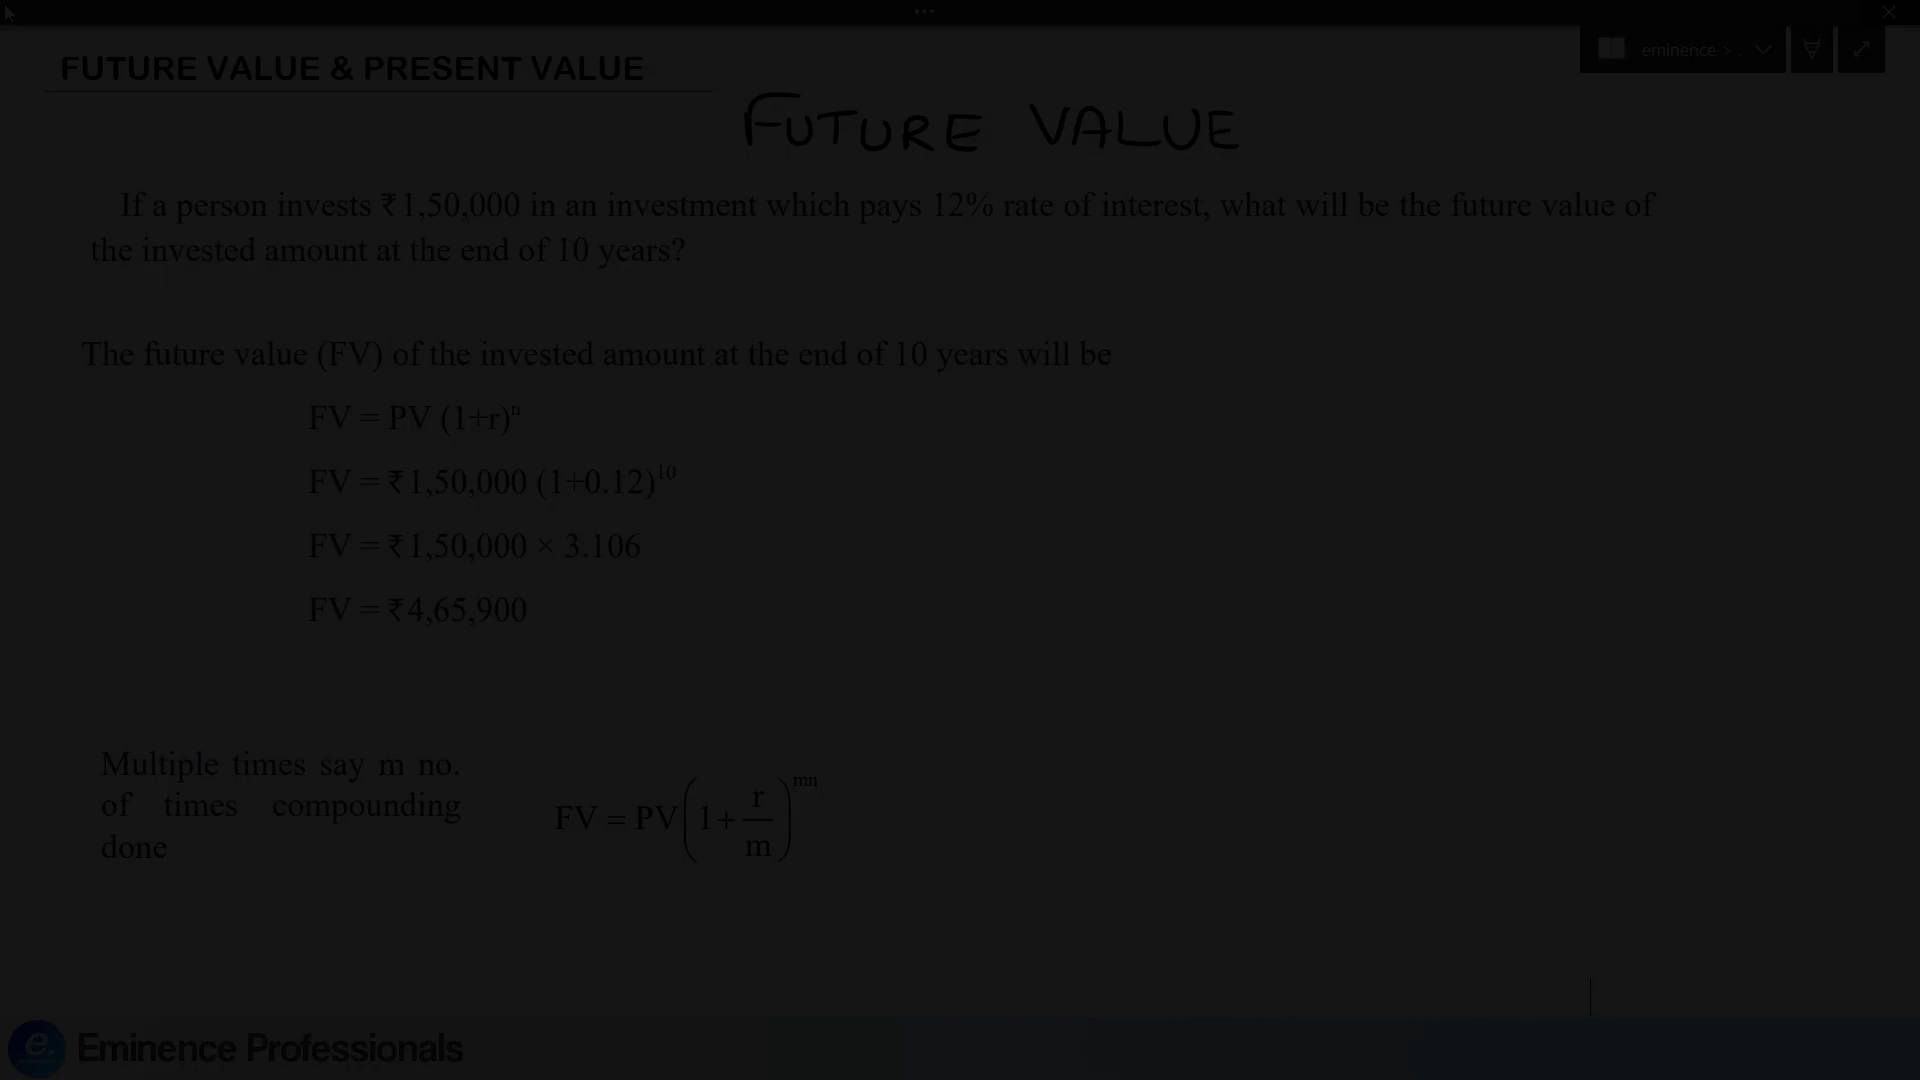 FUTURE VALUE & PRESENT VALUE
eminence > .
FUTURE VALUE
If a person invests ₹1,50,000 in an investment which pays 12% rate of interest, what will be the future value of
the invested amount at the end of 10 years?
The future value (FV) of the invested amount at the end of 10 years will be
FV = PV (1+r)ⁿ
FV = ₹1,50,000 (1+0.12)¹⁰
FV = ₹1,50,000 × 3.106
FV = ₹4,65,900
Multiple times say m no.
of times compounding
done
FV = PV(1+r/m)^mn
e.
Eminence Professionals